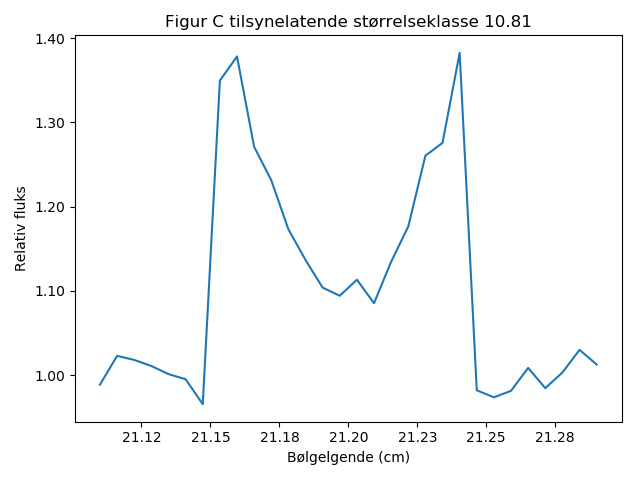 Figur C tilsynelatende størrelseklasse 10.81
1.40
1.30
1.20
1.10
1.00
Relativ fluks
21.12 21.15 21.18 21.20 21.23 21.25 21.28
Bølgelgende (cm)